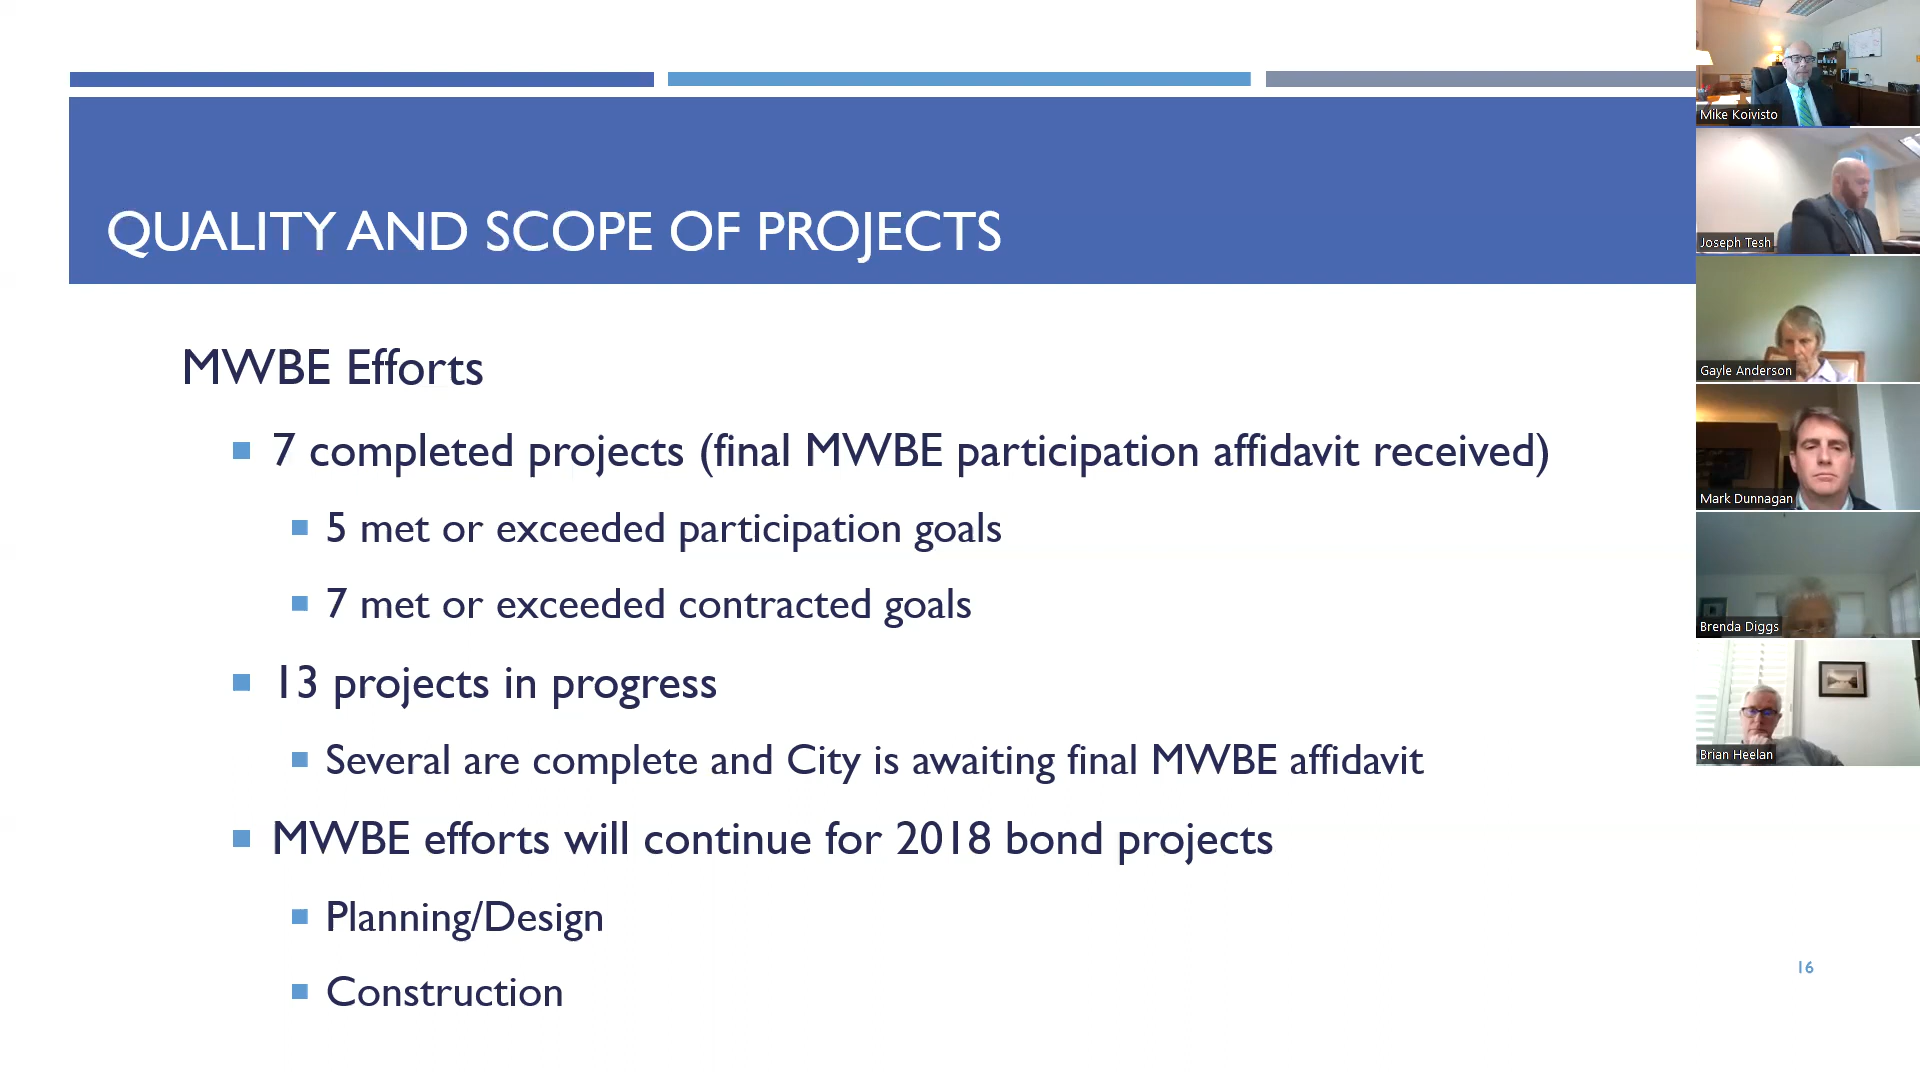 QUALITY AND SCOPE OF PROJECTS
MWBE Efforts
7 completed projects (final MWBE participation affidavit received)
5 met or exceeded participation goals
7 met or exceeded contracted goals
13 projects in progress
Several are complete and City is awaiting final MWBE affidavit
MWBE efforts will continue for 2018 bond projects
Planning/Design
Construction
16
Mike Koivisto
Joseph Tesh
Gayle Anderson
Mark Dunnagan
Brenda Diggs
Brian Heelan